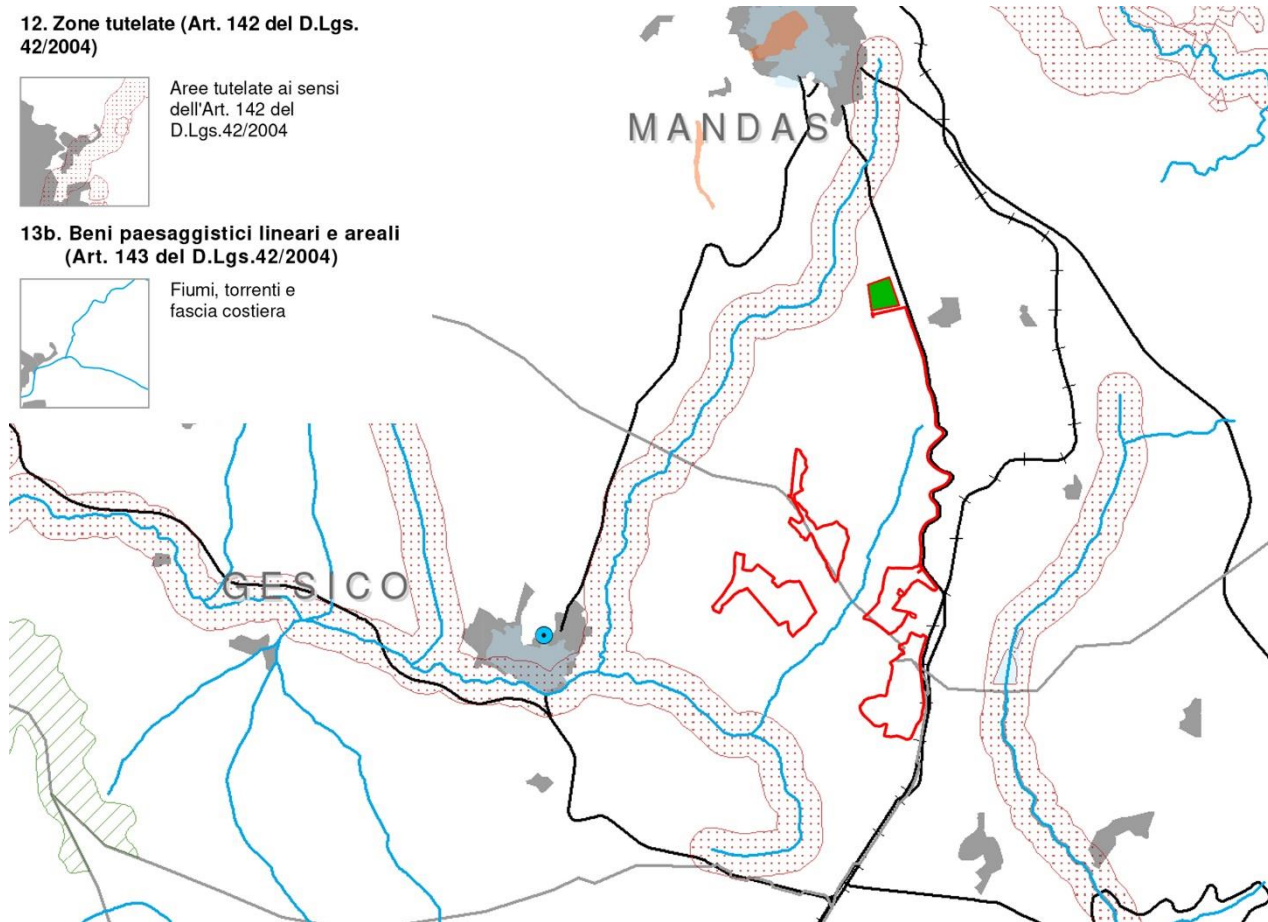 12. Zone tutelate (Art. 142 del D.Lgs.
42/2004)
Aree tutelate ai sensi
dell'Art. 142 del
D.Lgs.42/2004
13b. Beni paesaggistici lineari e areali
(Art. 143 del D.Lgs.42/2004)
Fiumi, torrenti e
fascia costiera
MANDAS
GESICO